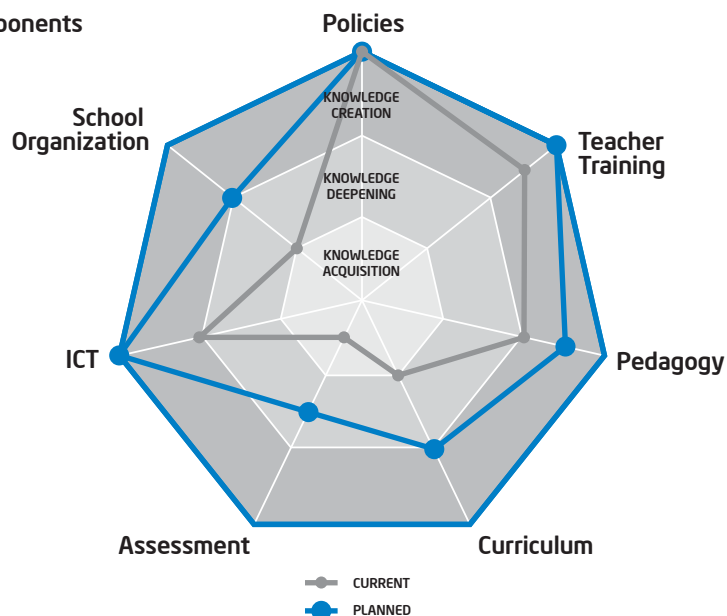 ponents
Policies
KNOWLEDGE
CREATION
School
Organization
Teacher
Training
KNOWLEDGE
DEEPENING
KNOWLEDGE
ACQUISITION
ICT
Pedagogy
Assessment
Curriculum
CURRENT
PLANNED